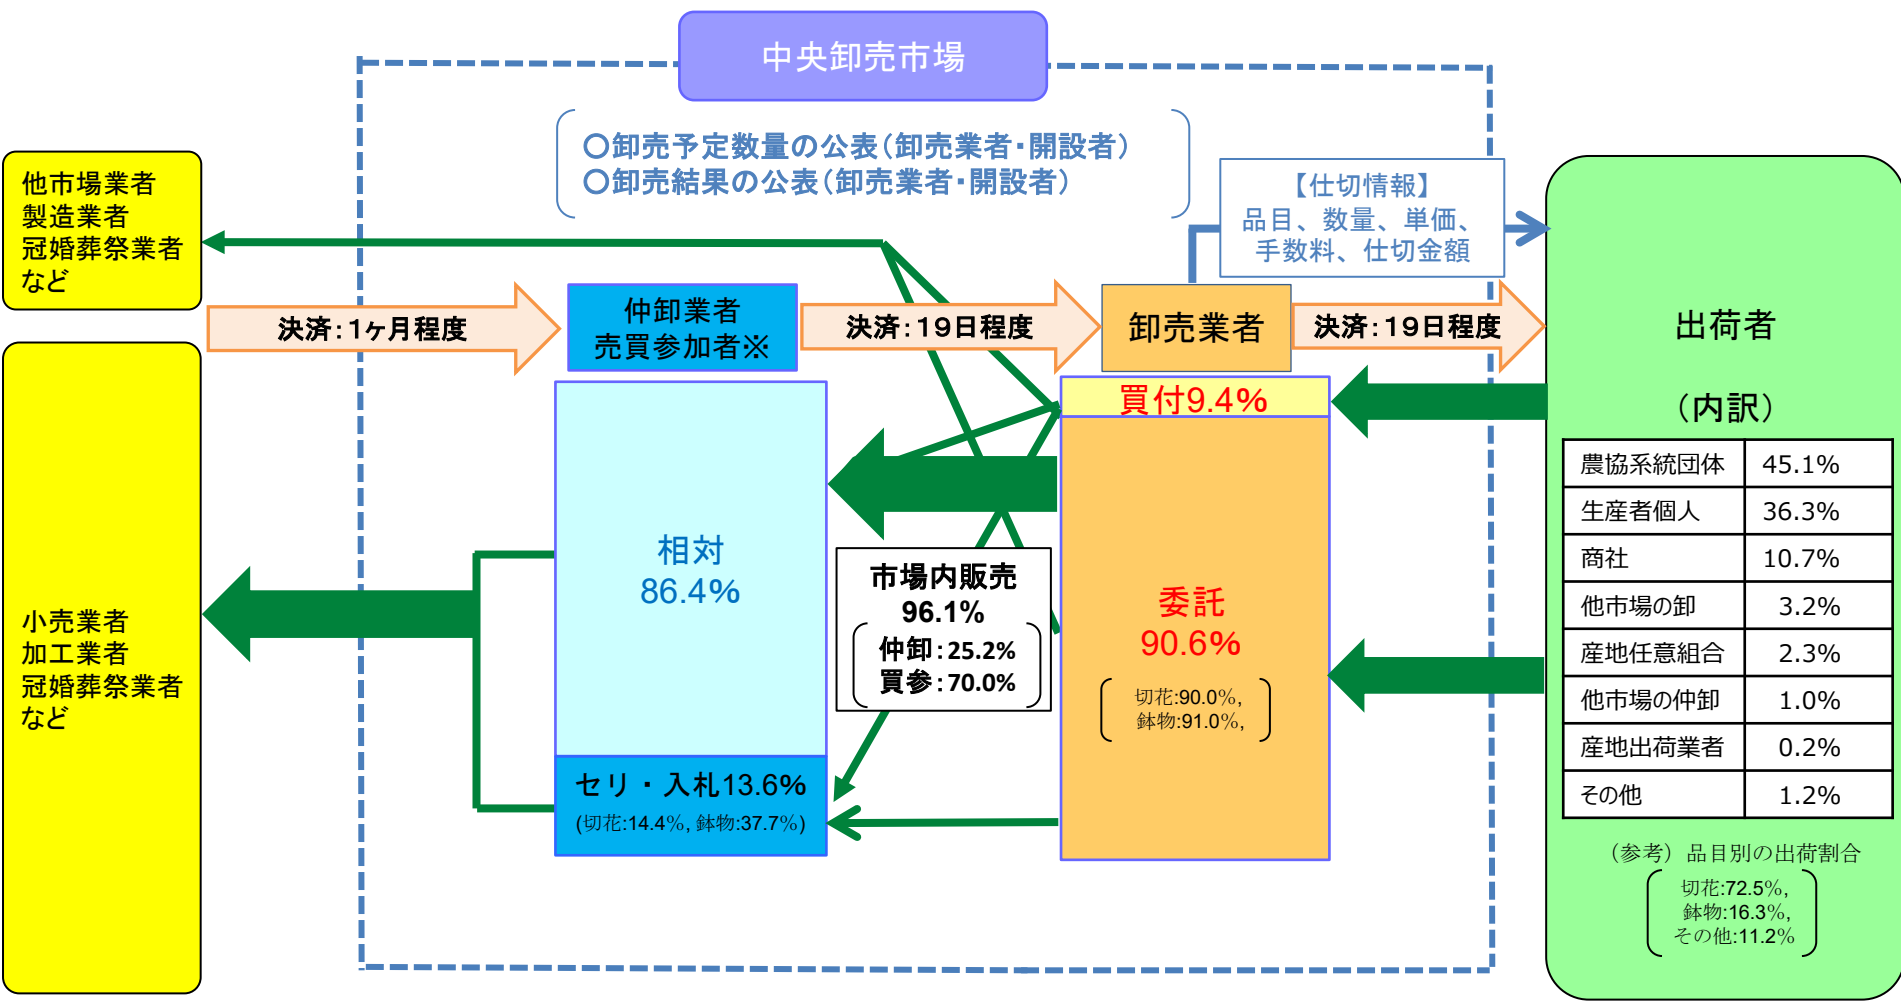 中央卸売市場
〇卸売予定数量の公表(卸売業者・開設者)
〇卸売結果の公表(卸売業者・開設者)
【仕切情報】
品目、数量、単価、
手数料、仕切金額
他市場業者
製造業者
冠婚葬祭業者
など
決済：1ヶ月程度
仲卸業者
売買参加者※
決済：19日程度
卸売業者
決済：19日程度
出荷者
（内訳）
農協系統団体 45.1%
生産者個人 36.3%
商社 10.7%
他市場の卸 3.2%
産地任意組合 2.3%
他市場の仲卸 1.0%
産地出荷業者 0.2%
その他 1.2%
（参考）品目別の出荷割合
切花:72.5%,
鉢物:16.3%,
その他:11.2%
買付9.4%
委託
90.6%
切花:90.0%,
鉢物:91.0%,
相対
86.4%
市場内販売
96.1%
仲卸：25.2%
買参：70.0%
セリ・入札13.6%
(切花:14.4%, 鉢物:37.7%)
小売業者
加工業者
冠婚葬祭業者
など